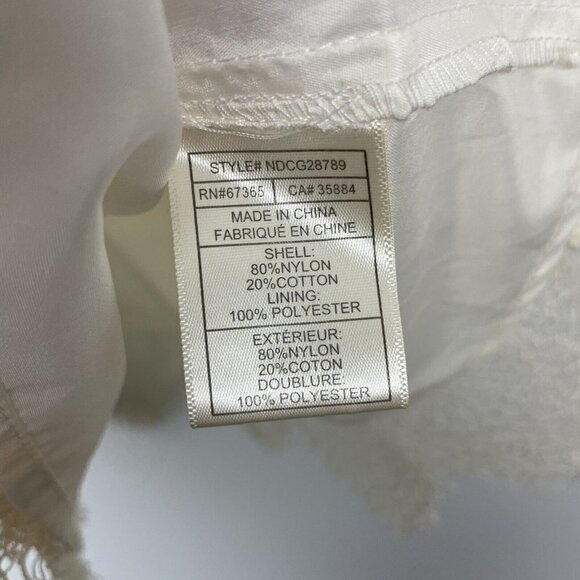 STYLE# NDCG28789
RN#67365 CA# 35884
MADE IN CHINA
FABRIQUÉ EN CHINE
SHELL:
80%NYLON
20%COTTON
LINING:
100% POLYESTER
EXTÉRIEUR:
80%NYLON
20%COTON
DOUBLURE:
100% POLYESTER